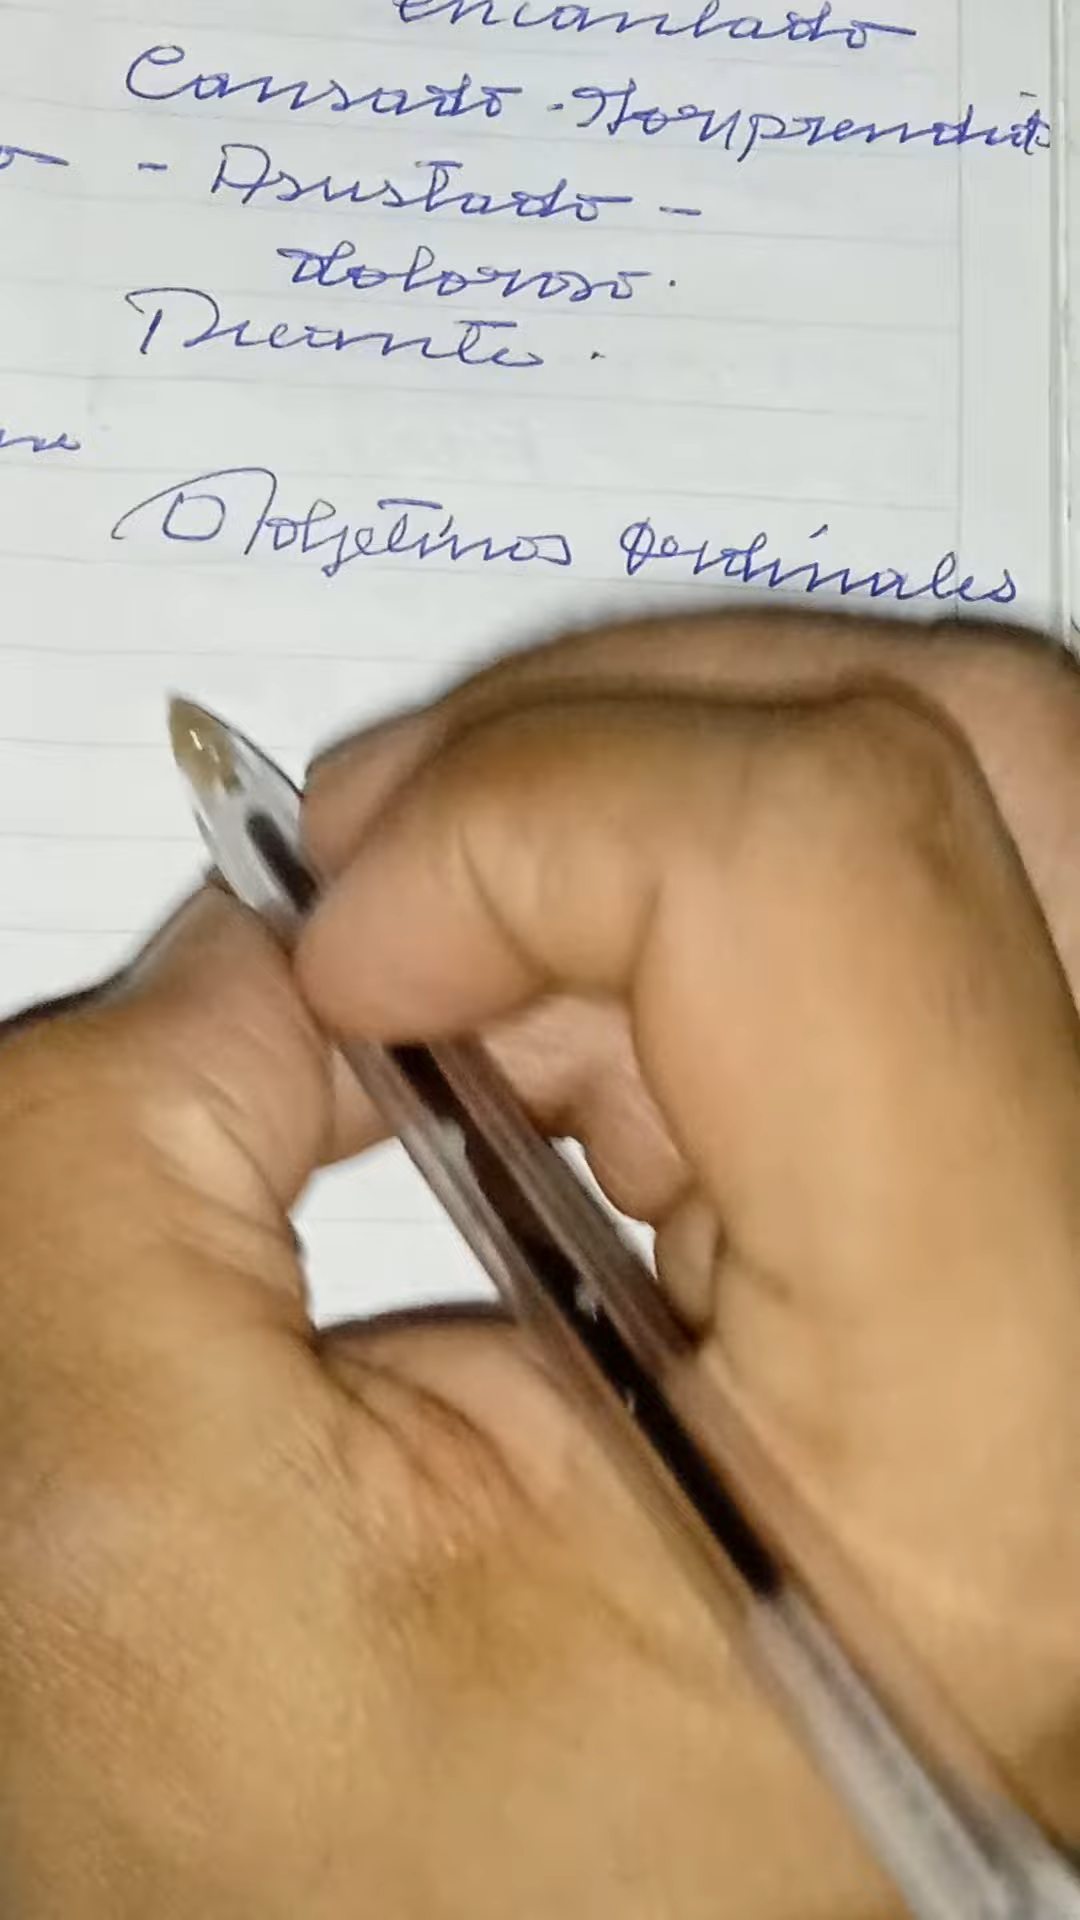 encantado
Cansado - Sorprendido
- Asustado -
doloroso.
Picante.
Adjetivos Ordinales